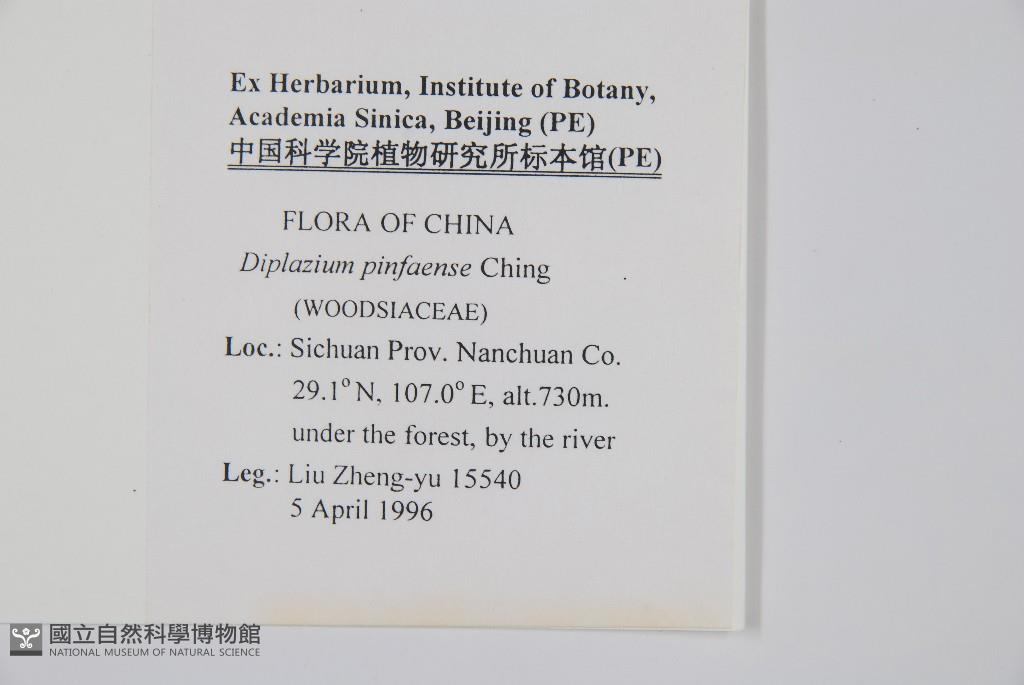 Ex Herbarium, Institute of Botany,
Academia Sinica, Beijing (PE)
中国科学院植物研究所标本馆(PE)
FLORA OF CHINA
Diplazium pinfaense Ching
(WOODSIACEAE)
Loc.: Sichuan Prov. Nanchuan Co.
29.1° N, 107.0° E, alt.730m.
under the forest, by the river
Leg.: Liu Zheng-yu 15540
5 April 1996
國立自然科學博物館
NATIONAL MUSEUM OF NATURAL SCIENCE